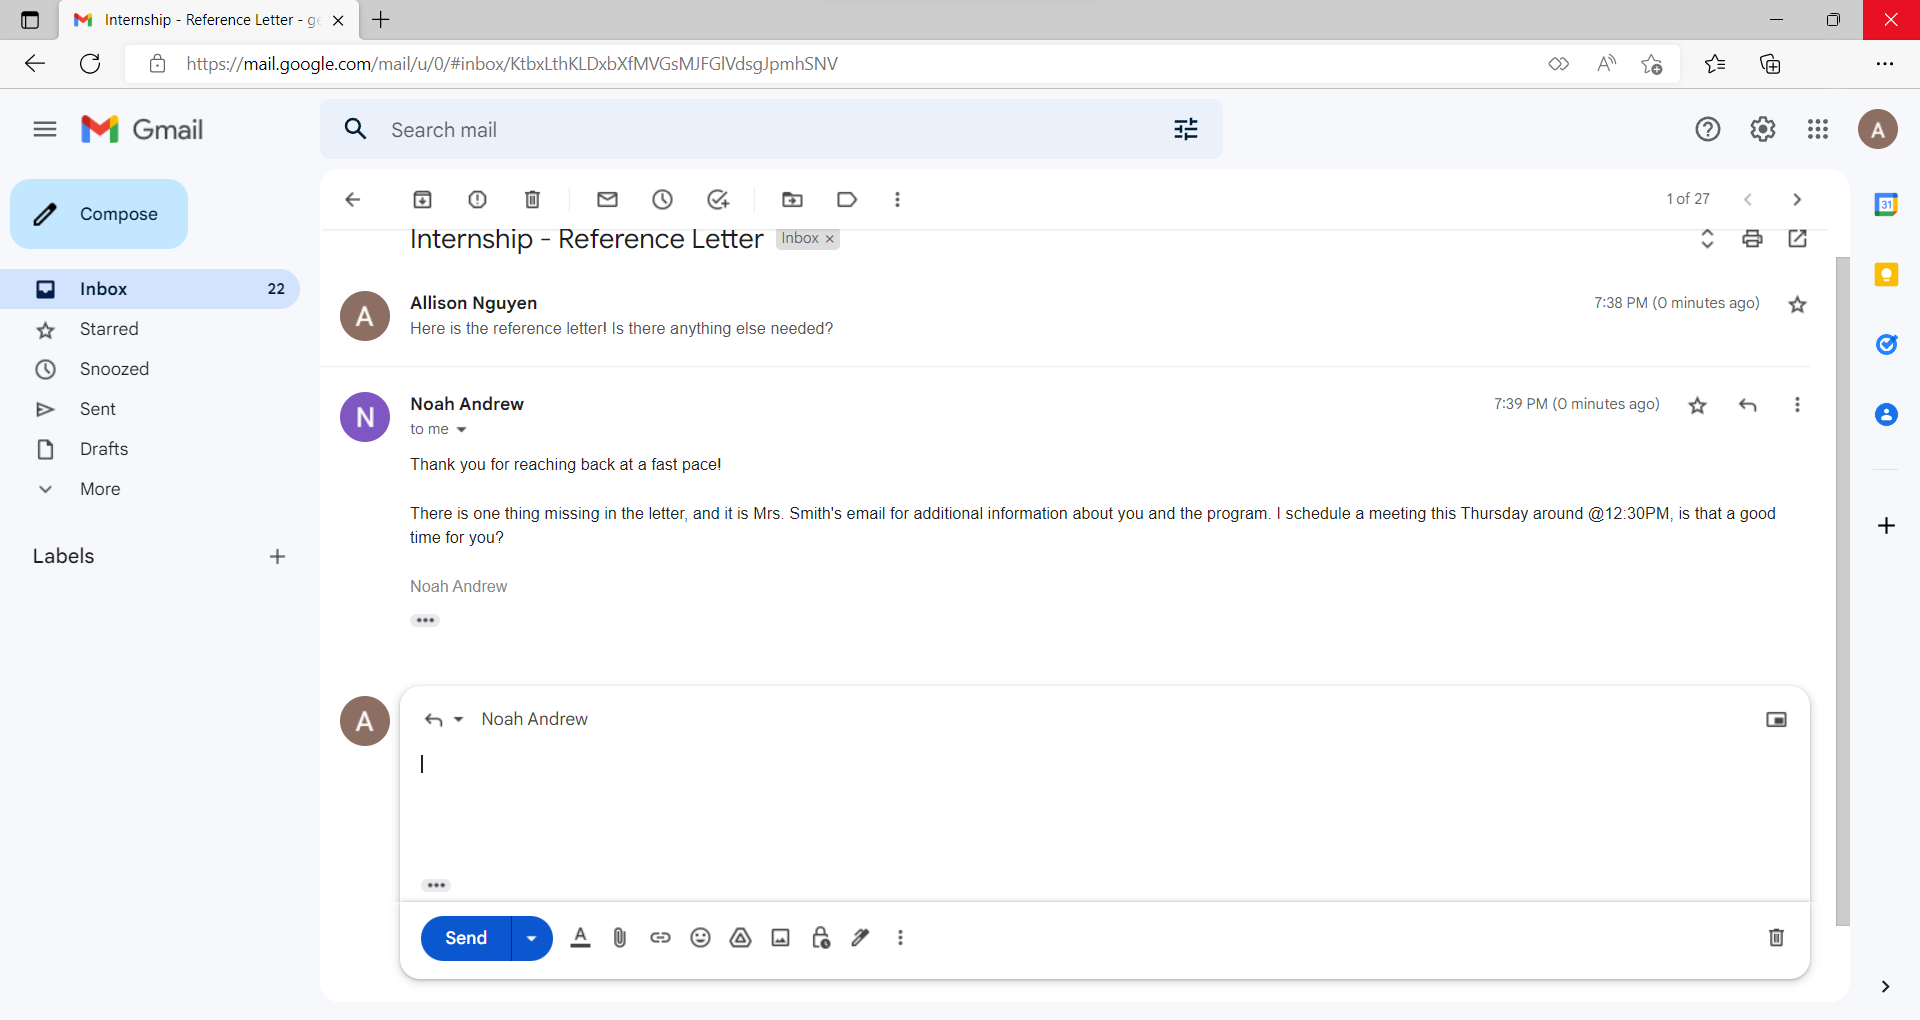 Internship - Reference Letter - ge
https://mail.google.com/mail/u/0/#inbox/KtbxLthKLDxbXfMVGsMJFGlVdsgJpmhSNV
Gmail
Search mail
A
Compose
1 of 27
31
Internship - Reference Letter Inbox ×
Inbox 22
Starred
Snoozed
Sent
Drafts
More
Labels
A
Allison Nguyen
7:38 PM (0 minutes ago)
Here is the reference letter! Is there anything else needed?
N
Noah Andrew
7:39 PM (0 minutes ago)
to me
Thank you for reaching back at a fast pace!
There is one thing missing in the letter, and it is Mrs. Smith's email for additional information about you and the program. I schedule a meeting this Thursday around @12:30PM, is that a good
time for you?
Noah Andrew
A
Noah Andrew
Send